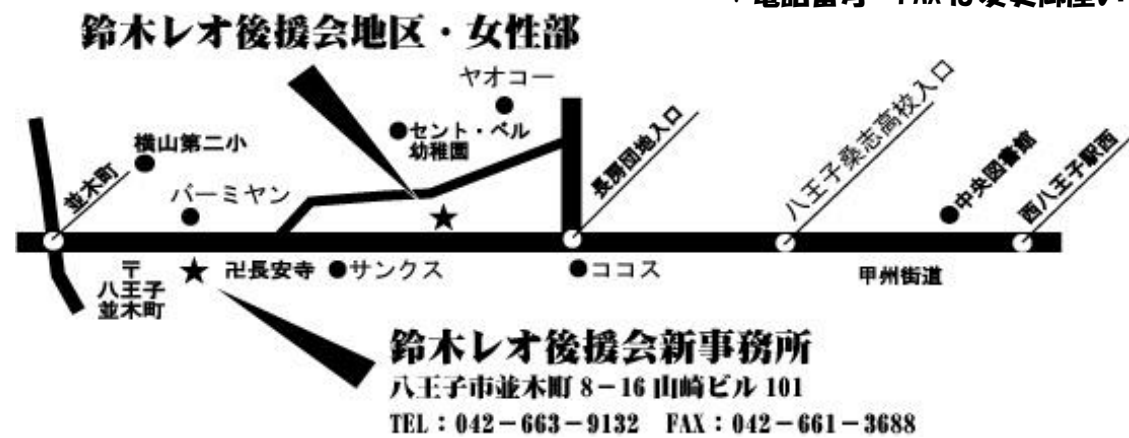 鈴木レオ後援会地区・女性部
ヤオコー
●セント・ベル
幼稚園
横山第二小
並木町
バーミヤン
長房団地入口
八王子桑志高校入口
●中央図書館
西八王子駅西
〒
八王子
並木町
★
卍長安寺
●サンクス
●ココス
甲州街道
鈴木レオ後援会新事務所
八王子市並木町8−16山崎ビル101
TEL:042−663−9132 FAX:042−661−3688